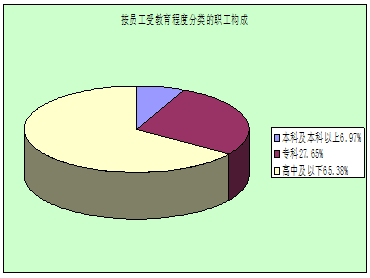 按员工受教育程度分类的职工构成
本科及本科以上6.97%
专科27.65%
高中及以下65.38%